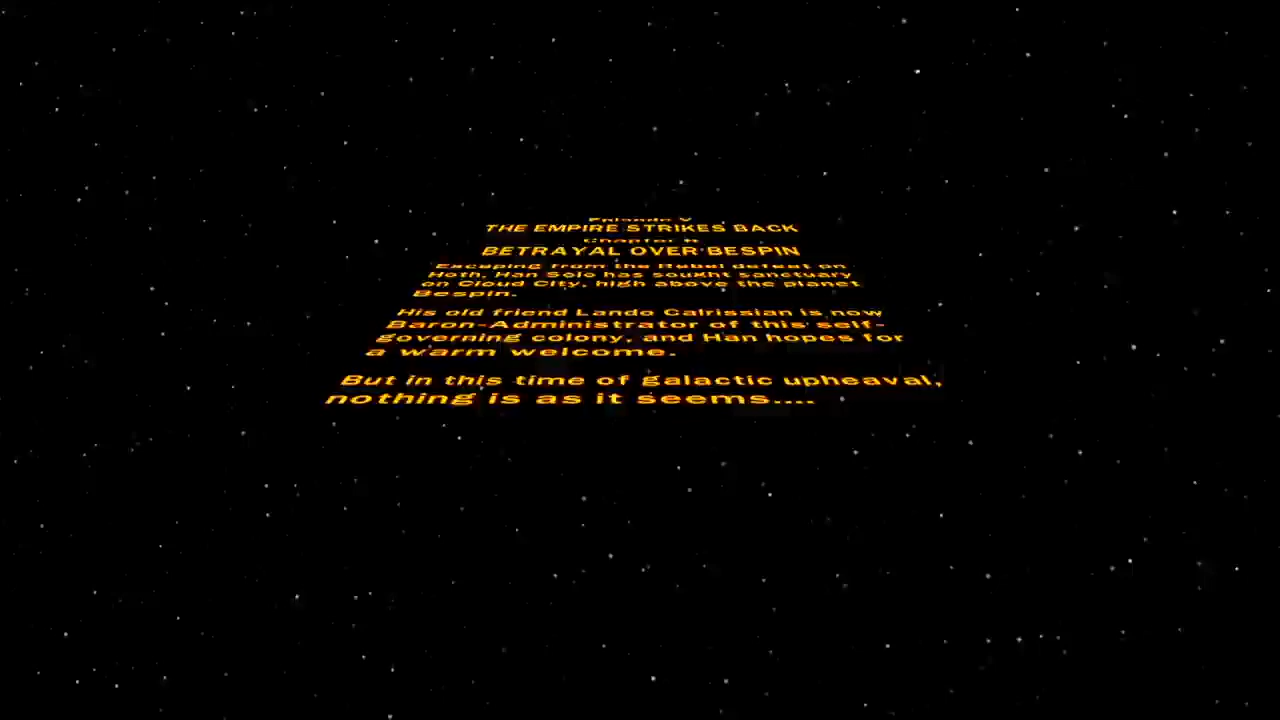 Episode V
THE EMPIRE STRIKES BACK
Chapter
BETRAYAL OVER BESPIN
Escaping from the Rebel defeat on
Hoth, Han Solo has sought sanctuary
on Cloud City, high above the planet
Bespin.
His old friend Lando Calrissian is now
Baron-Administrator of this self-
governing colony, and Han hopes for
a warm welcome.
But in this time of galactic upheaval,
nothing is as it seems....